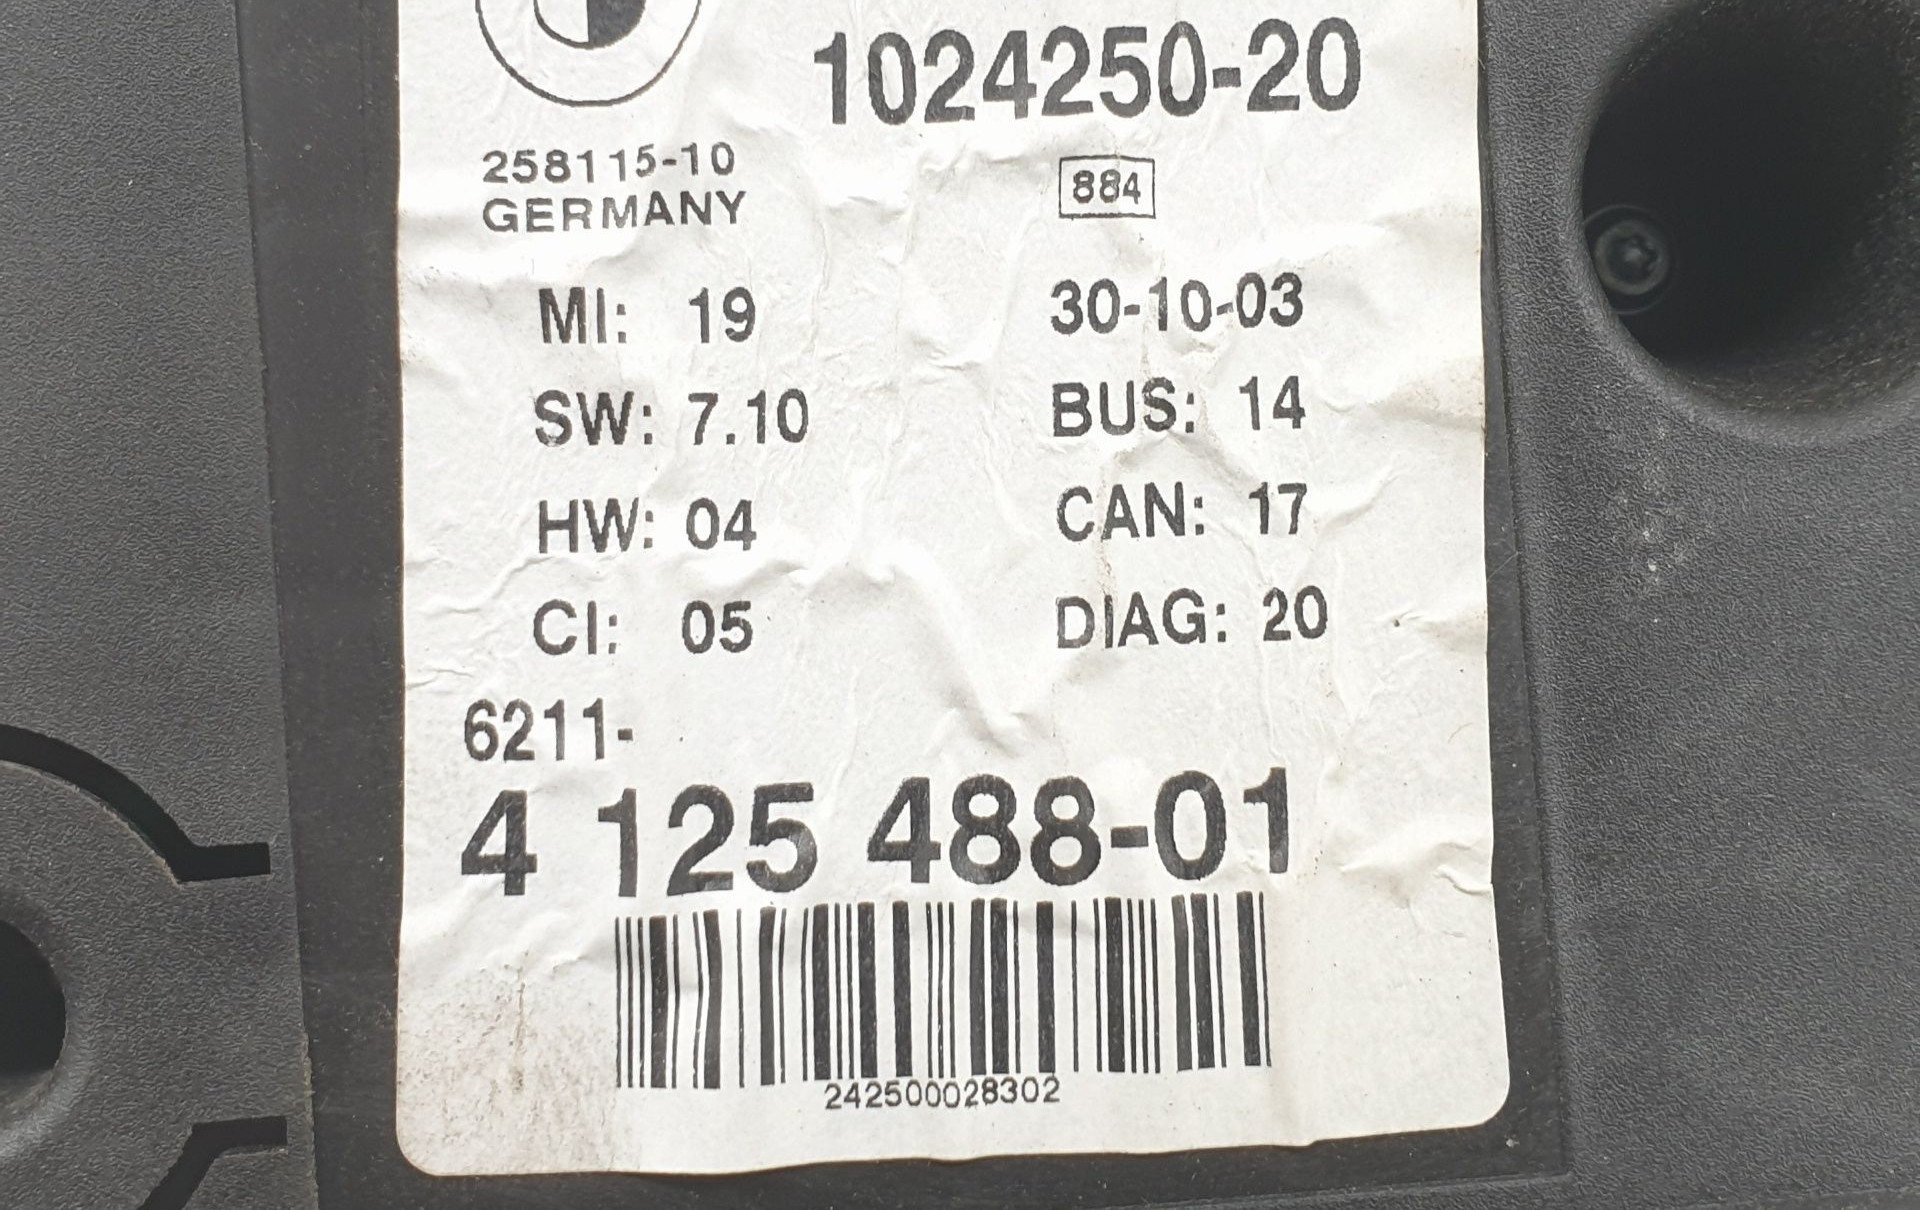 1024250-20
258115-10
GERMANY
884
MI: 19
30-10-03
SW: 7.10
BUS: 14
HW: 04
CAN: 17
CI: 05
DIAG: 20
6211-
4 125 488-01
242500028302